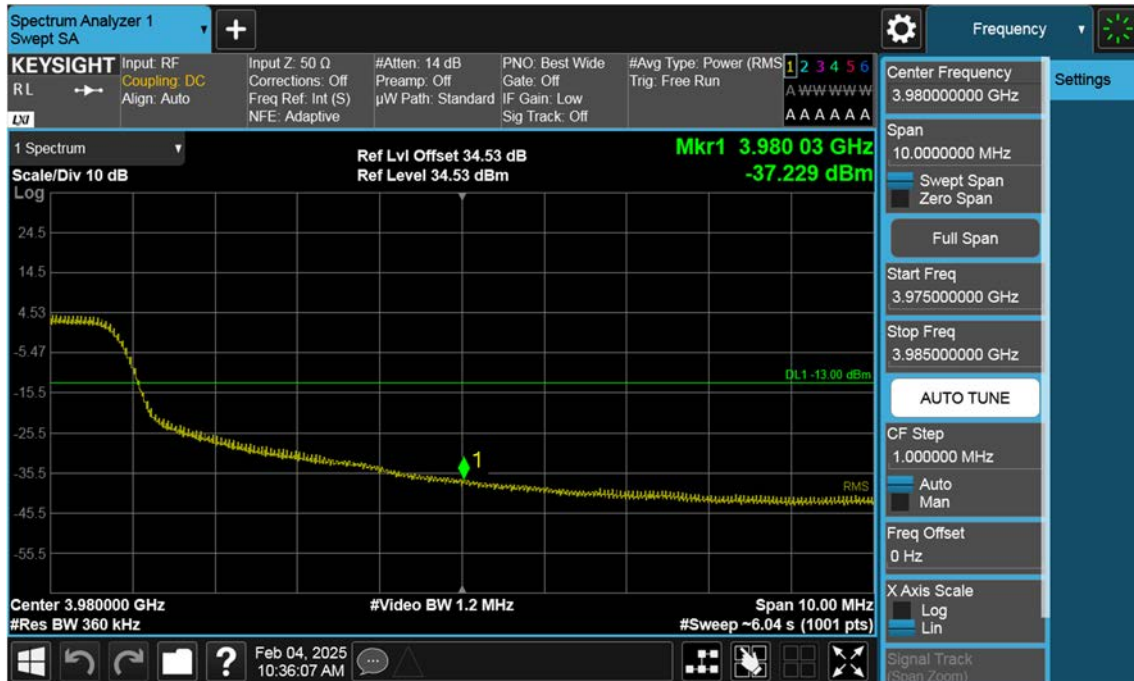 Spectrum Analyzer 1
Swept SA
+
Frequency
KEYSIGHT
RL
LXI
Input: RF
Coupling: DC
Align: Auto
Input Z: 50 Ω
Corrections: Off
Freq Ref: Int (S)
NFE: Adaptive
#Atten: 14 dB
Preamp: Off
µW Path: Standard
PNO: Best Wide
Gate: Off
IF Gain: Low
Sig Track: Off
#Avg Type: Power (RMS
Trig: Free Run
1 2 3 4 5 6
A W W W W W
A A A A A A
1 Spectrum
Scale/Div 10 dB
Ref Lvl Offset 34.53 dB
Ref Level 34.53 dBm
Mkr1 3.980 03 GHz
-37.229 dBm
Log
24.5
14.5
4.53
-5.47
-15.5
-25.5
-35.5
-45.5
-55.5
DL1 -13.00 dBm
1
RMS
Center 3.980000 GHz
#Res BW 360 kHz
#Video BW 1.2 MHz
Span 10.00 MHz
#Sweep ~6.04 s (1001 pts)
Center Frequency
3.980000000 GHz
Span
10.0000000 MHz
Swept Span
Zero Span
Full Span
Start Freq
3.975000000 GHz
Stop Freq
3.985000000 GHz
AUTO TUNE
CF Step
1.000000 MHz
Auto
Man
Freq Offset
0 Hz
X Axis Scale
Log
Lin
Signal Track
(Span Zoom)
Settings
?
Feb 04, 2025
10:36:07 AM